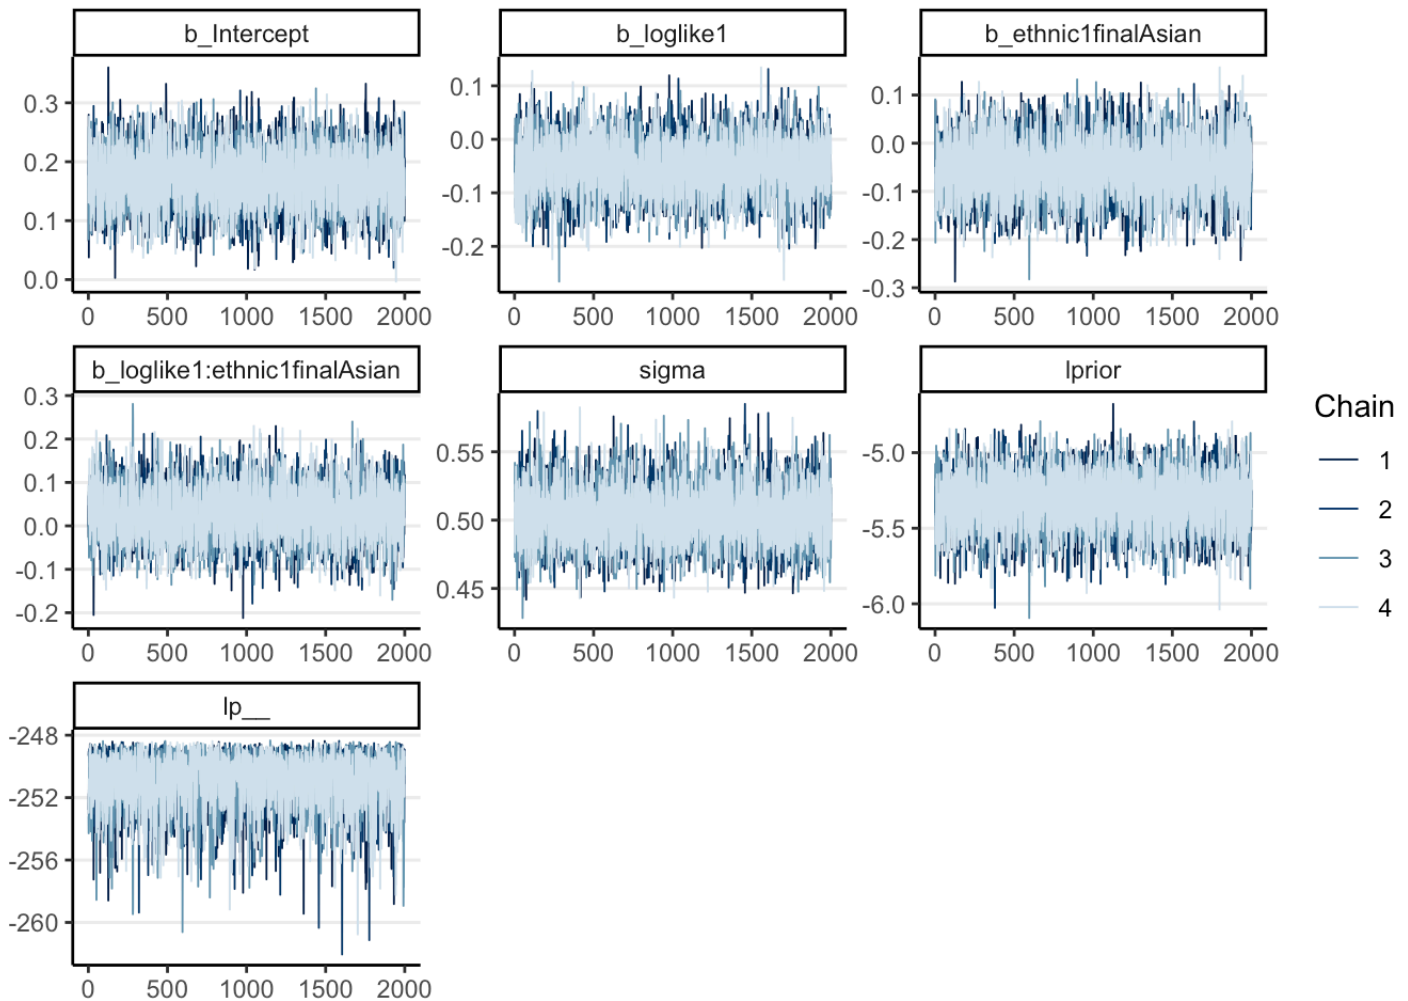 b_Intercept
0.3
0.2
0.1
0.0
0 500 1000 1500 2000
b_loglike1
0.1
0.0
-0.1
-0.2
0 500 1000 1500 2000
b_ethnic1finalAsian
0.1
0.0
-0.1
-0.2
-0.3
0 500 1000 1500 2000
b_loglike1:ethnic1finalAsian
0.3
0.2
0.1
0.0
-0.1
-0.2
0 500 1000 1500 2000
sigma
0.55
0.50
0.45
0 500 1000 1500 2000
lprior
-5.0
-5.5
-6.0
0 500 1000 1500 2000
lp__
-248
-252
-256
-260
0 500 1000 1500 2000
Chain
1
2
3
4